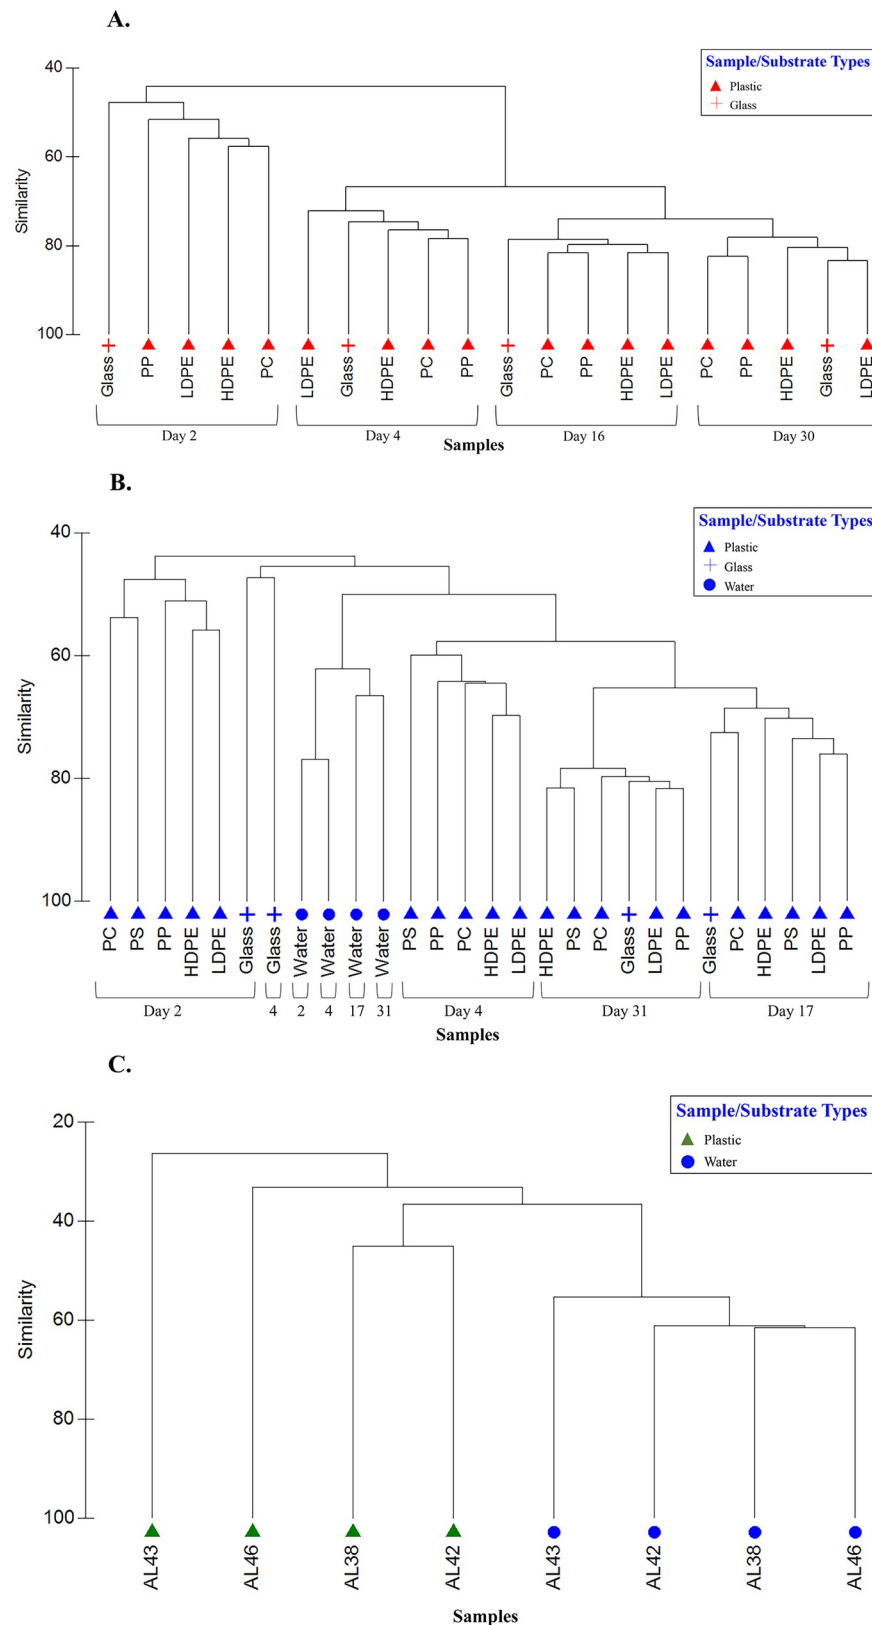 A.
Sample/Substrate Types
Plastic
Glass
Similarity
40
60
80
100
Glass PP LDPE HDPE PC LDPE Glass HDPE PC PP Glass PC PP HDPE LDPE PC PP HDPE Glass LDPE
Day 2 Day 4 Day 16 Day 30
Samples
B.
Sample/Substrate Types
Plastic
Glass
Water
Similarity
40
60
80
100
PC PS PP HDPE LDPE Glass Glass Water Water Water Water PS PP PC HDPE LDPE HDPE PS PC Glass LDPE PP Glass PC HDPE PS LDPE PP
Day 2 4 2 4 17 31 Day 4 Day 31 Day 17
Samples
C.
Sample/Substrate Types
Plastic
Water
Similarity
20
40
60
80
100
AL43 AL46 AL38 AL42 AL43 AL42 AL38 AL46
Samples